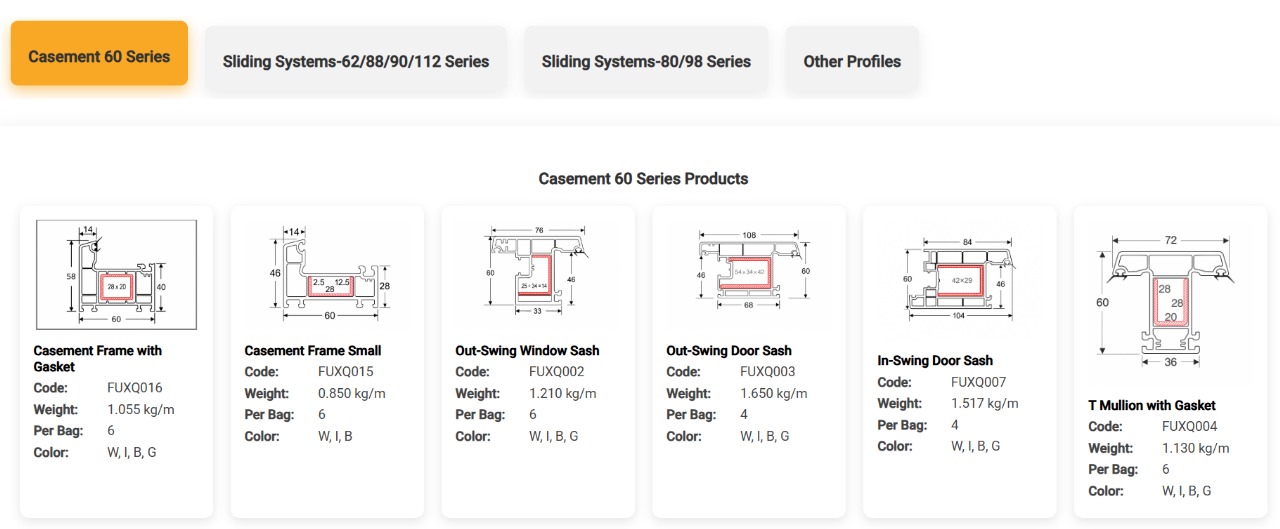 Casement 60 Series
Sliding Systems-62/88/90/112 Series
Sliding Systems-80/98 Series
Other Profiles
Casement 60 Series Products
14
58
28 x 20
40
60
Casement Frame with
Gasket
Code: FUXQ016
Weight: 1.055 kg/m
Per Bag: 6
Color: W, I, B, G
14
46
2.5 12.5
28
28
60
Casement Frame Small
Code: FUXQ015
Weight: 0.850 kg/m
Per Bag: 6
Color: W, I, B
76
60
46
33
Out-Swing Window Sash
Code: FUXQ002
Weight: 1.210 kg/m
Per Bag: 6
Color: W, I, B, G
108
46
54×34×42
60
68
Out-Swing Door Sash
Code: FUXQ003
Weight: 1.650 kg/m
Per Bag: 4
Color: W, I, B, G
84
60
42×29
46
104
In-Swing Door Sash
Code: FUXQ007
Weight: 1.517 kg/m
Per Bag: 4
Color: W, I, B, G
72
60
28
28
20
36
T Mullion with Gasket
Code: FUXQ004
Weight: 1.130 kg/m
Per Bag: 6
Color: W, I, B, G